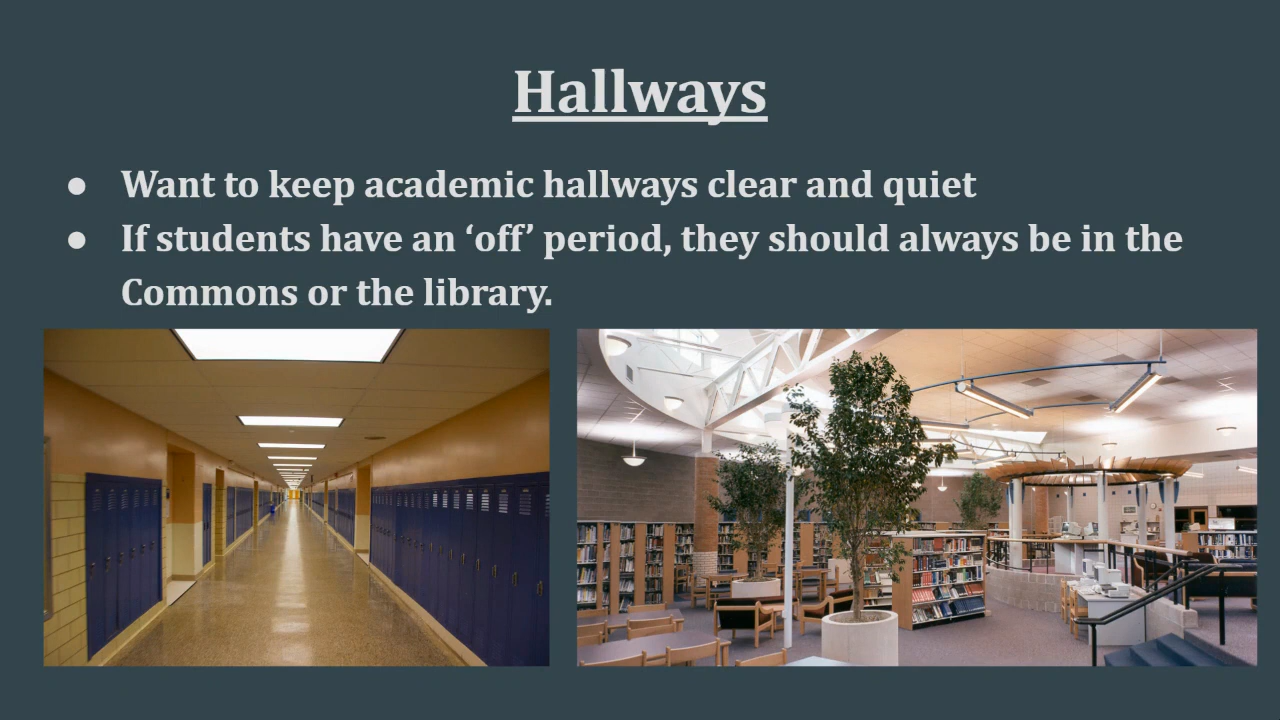 Hallways
● Want to keep academic hallways clear and quiet
● If students have an ‘off’ period, they should always be in the
Commons or the library.